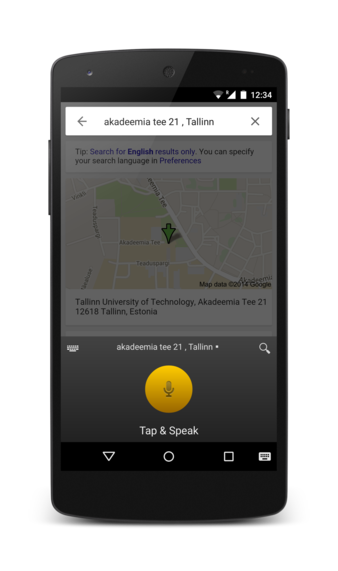 12:34
akadeemia tee 21 , Tallinn
Tip: Search for English results only. You can specify
your search language in Preferences
Akadeemia Tee
Teaduspargi
Map data ©2014 Google
Tallinn University of Technology, Akadeemia Tee 21
12618 Tallinn, Estonia
akadeemia tee 21 , Tallinn •
Tap & Speak